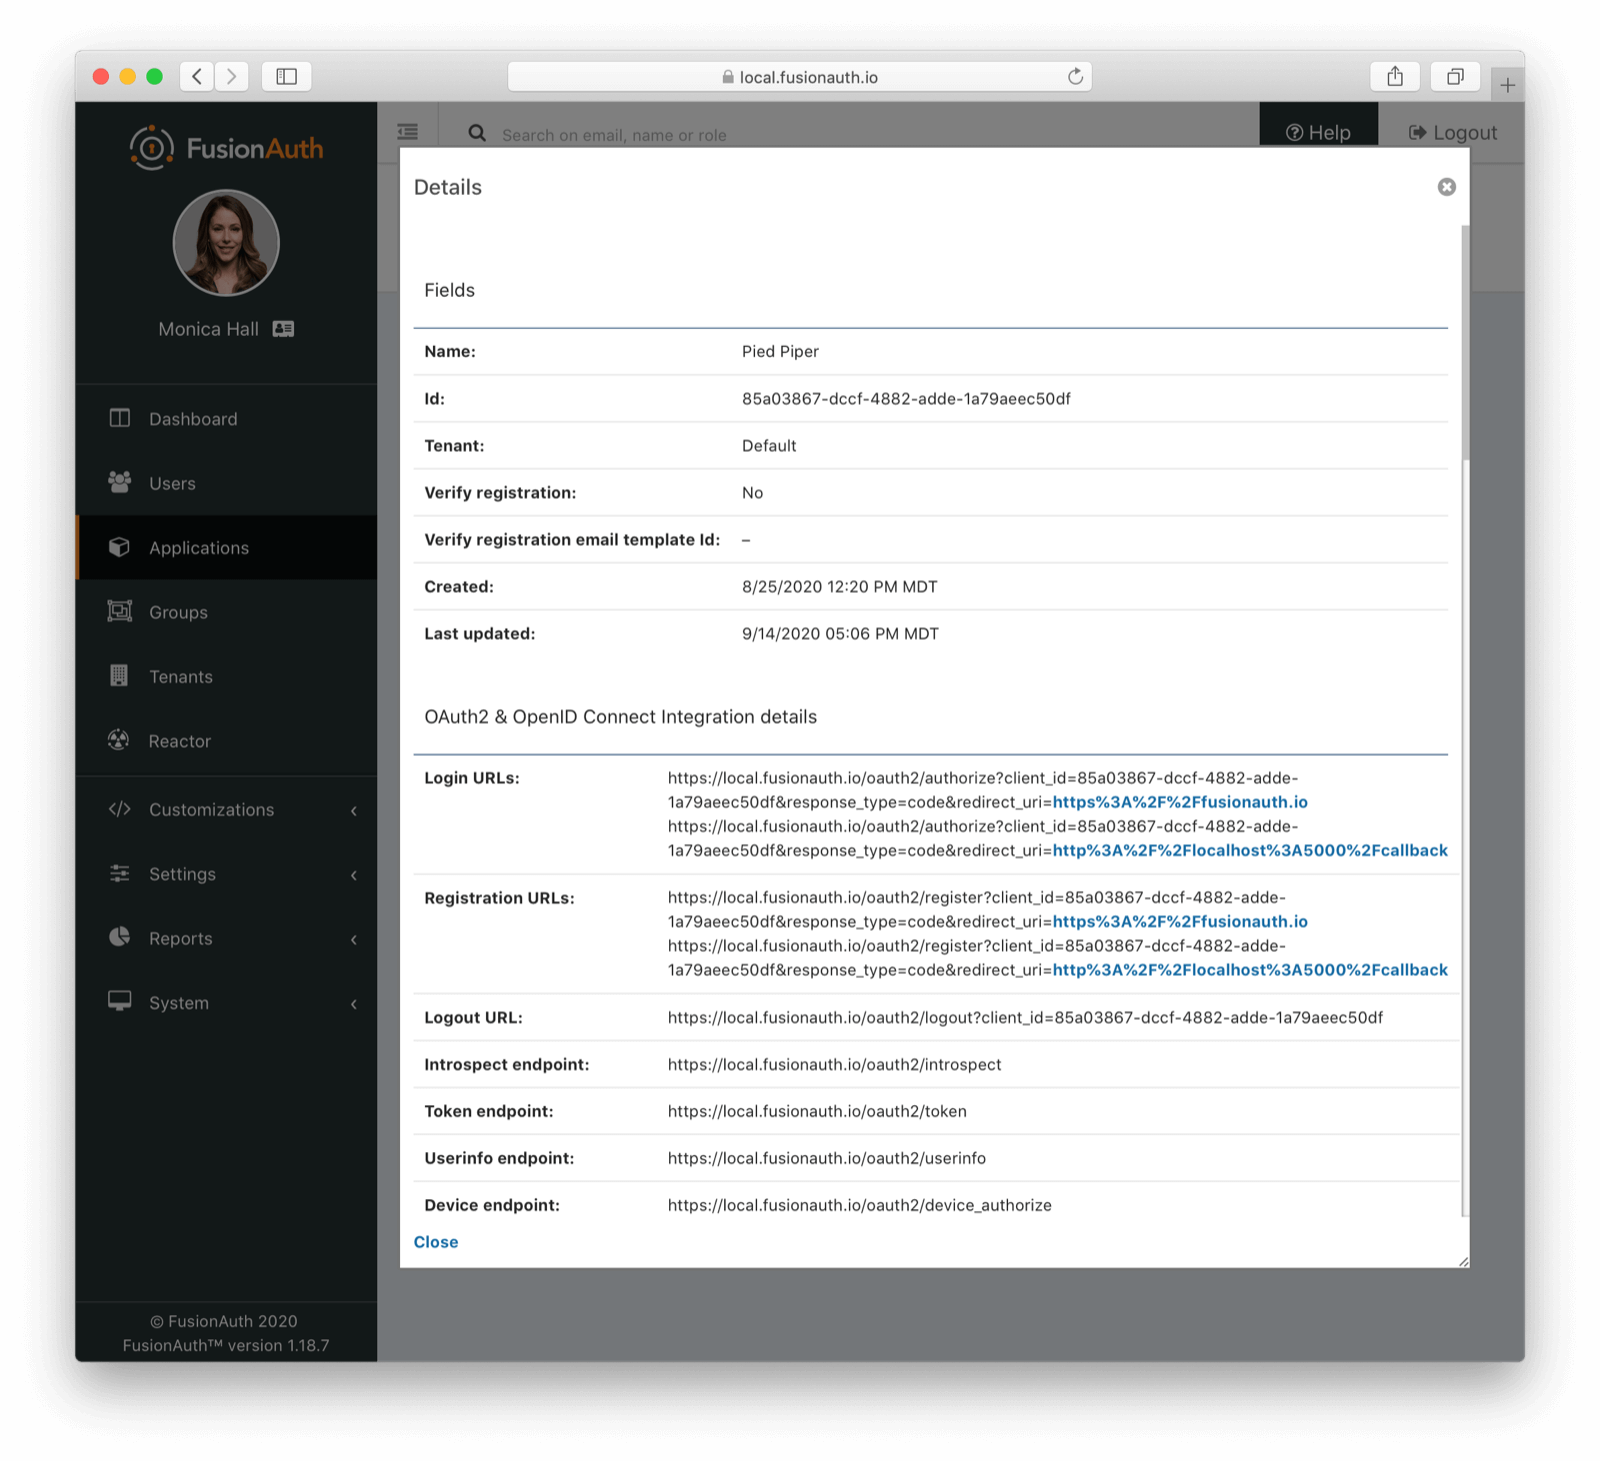 local.fusionauth.io
FusionAuth
Search on email, name or role
Help
Logout
Monica Hall
Dashboard
Users
Applications
Groups
Tenants
Reactor
Customizations
Settings
Reports
System
© FusionAuth 2020
FusionAuth™ version 1.18.7
Details
Fields
Name: Pied Piper
Id: 85a03867-dccf-4882-adde-1a79aeec50df
Tenant: Default
Verify registration: No
Verify registration email template Id: –
Created: 8/25/2020 12:20 PM MDT
Last updated: 9/14/2020 05:06 PM MDT
OAuth2 & OpenID Connect Integration details
Login URLs: https://local.fusionauth.io/oauth2/authorize?client_id=85a03867-dccf-4882-adde-
1a79aeec50df&response_type=code&redirect_uri=https%3A%2F%2Ffusionauth.io
https://local.fusionauth.io/oauth2/authorize?client_id=85a03867-dccf-4882-adde-
1a79aeec50df&response_type=code&redirect_uri=http%3A%2F%2Flocalhost%3A5000%2Fcallback
Registration URLs: https://local.fusionauth.io/oauth2/register?client_id=85a03867-dccf-4882-adde-
1a79aeec50df&response_type=code&redirect_uri=https%3A%2F%2Ffusionauth.io
https://local.fusionauth.io/oauth2/register?client_id=85a03867-dccf-4882-adde-
1a79aeec50df&response_type=code&redirect_uri=http%3A%2F%2Flocalhost%3A5000%2Fcallback
Logout URL: https://local.fusionauth.io/oauth2/logout?client_id=85a03867-dccf-4882-adde-1a79aeec50df
Introspect endpoint: https://local.fusionauth.io/oauth2/introspect
Token endpoint: https://local.fusionauth.io/oauth2/token
Userinfo endpoint: https://local.fusionauth.io/oauth2/userinfo
Device endpoint: https://local.fusionauth.io/oauth2/device_authorize
Close